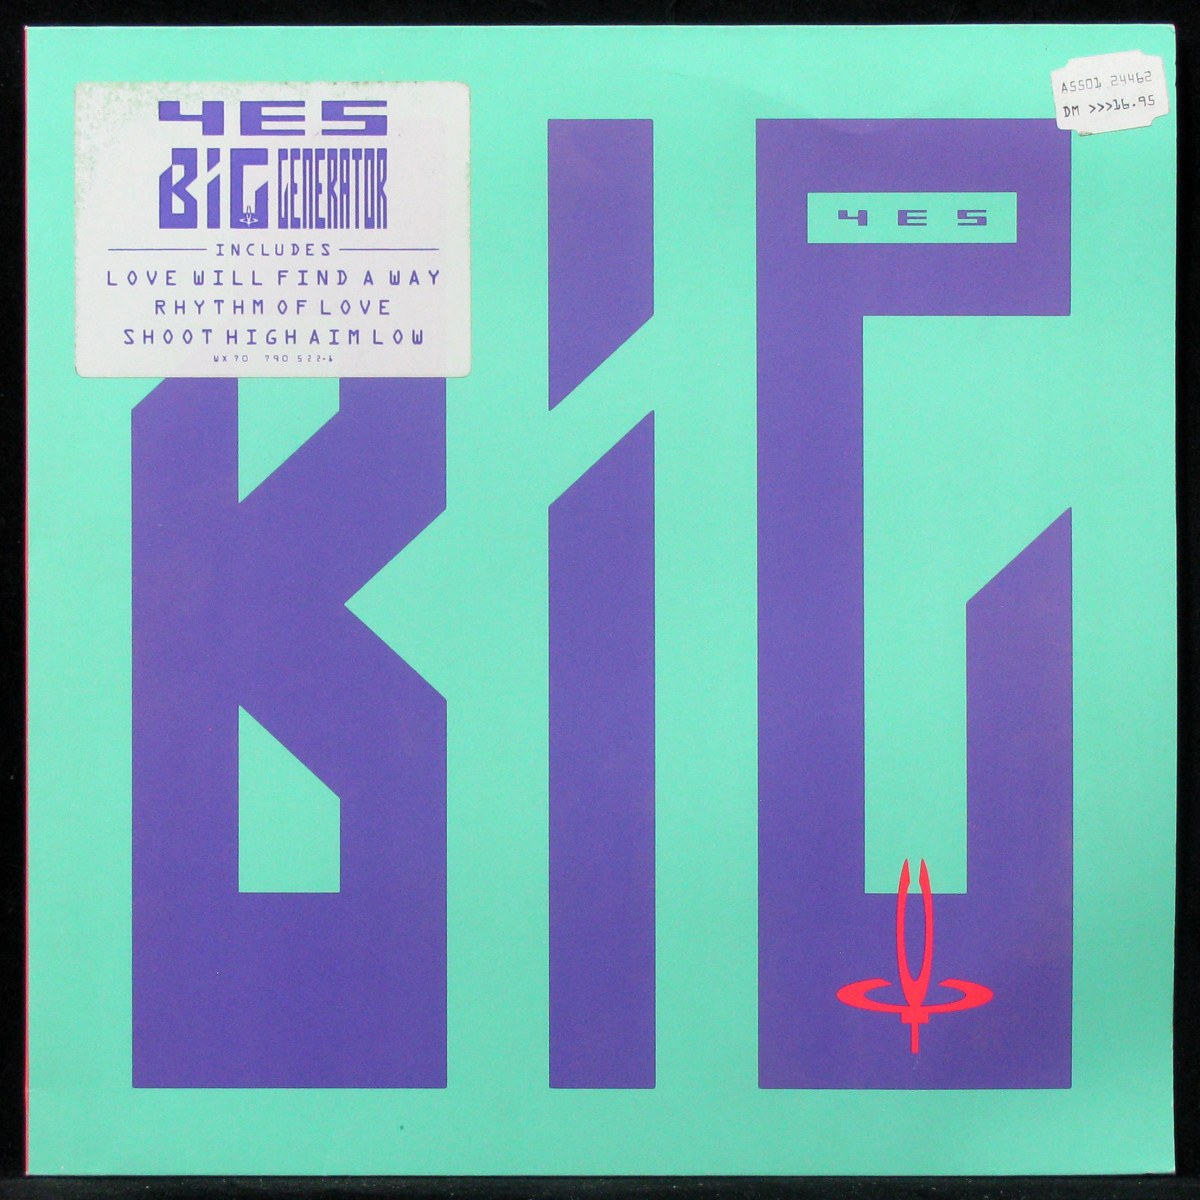 YES
BiG GENERATOR
INCLUDES
LOVE WILL FIND A WAY
RHYTHM OF LOVE
SHOOT HIGH AIM LOW
WX 70 790 522-1
ASS01 24462
DM >>>16.95
YES
BiG